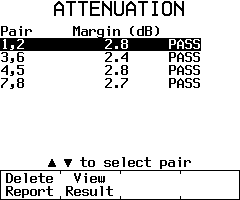 ATTENUATION
Pair Margin (dB)
1,2 2.8 PASS
3,6 2.4 PASS
4,5 2.8 PASS
7,8 2.7 PASS
▲ ▼ to select pair
Delete View
Report Result